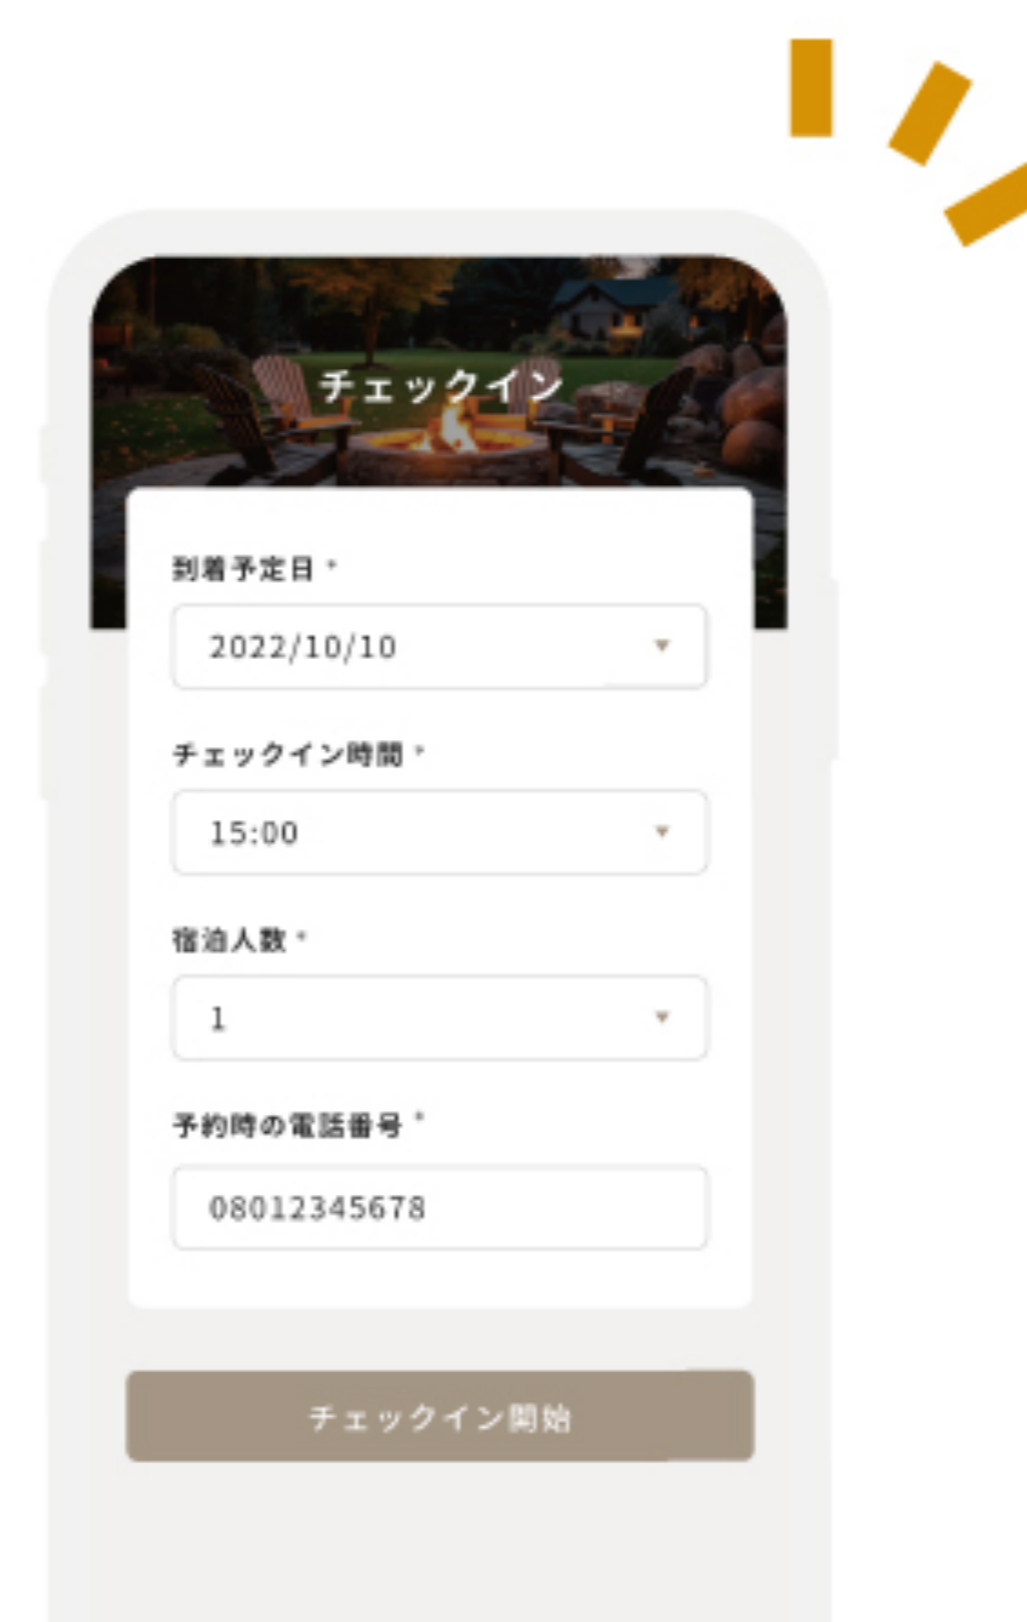 チェックイン
到着予定日 *
2022/10/10
チェックイン時間 *
15:00
宿泊人数 *
1
予約時の電話番号 *
08012345678
チェックイン開始